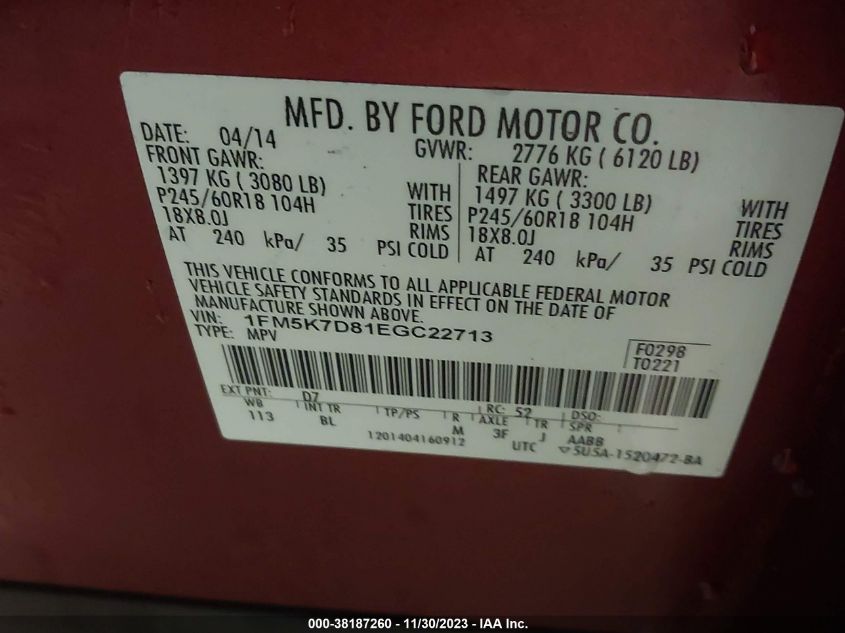 MFD. BY FORD MOTOR CO.
DATE: 04/14 GVWR: 2776 KG ( 6120 LB)
FRONT GAWR: REAR GAWR:
1397 KG ( 3080 LB) WITH 1497 KG ( 3300 LB) WITH
P245/60R18 104H TIRES P245/60R18 104H TIRES
18X8.0J RIMS 18X8.0J RIMS
AT 240 kPa/ 35 PSI COLD AT 240 kPa/ 35 PSI COLD
THIS VEHICLE CONFORMS TO ALL APPLICABLE FEDERAL MOTOR
VEHICLE SAFETY STANDARDS IN EFFECT ON THE DATE OF
MANUFACTURE SHOWN ABOVE.
VIN: 1FM5K7D81EGC22713
TYPE: MPV
F0298
T0221
EXT PNT: D7 RC: 52 DSO:
WB INT TR TP/PS R AXLE TR SPR
113 BL M 3F J AABB
1201404160912 UTC ▽5U5A-1520472-BA
000-38187260 - 11/30/2023 - IAA Inc.